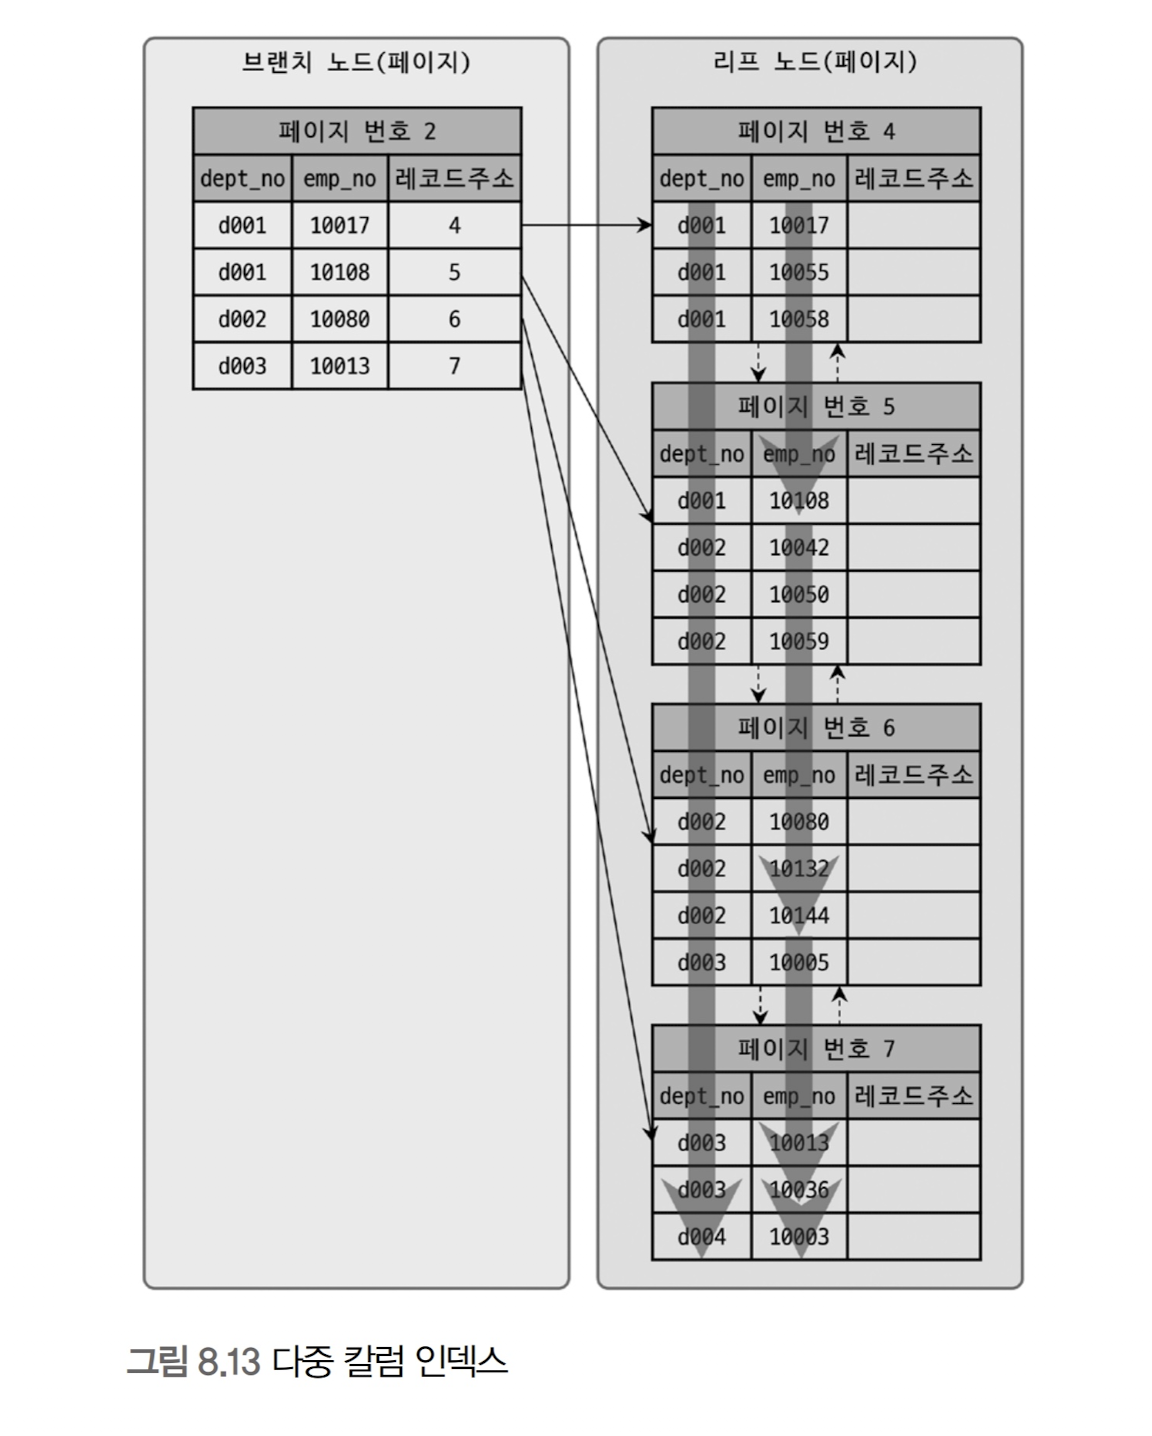 브랜치 노드(페이지)
페이지 번호 2
dept_no emp_no 레코드주소
d001 10017 4
d001 10108 5
d002 10080 6
d003 10013 7
리프 노드(페이지)
페이지 번호 4
dept_no emp_no 레코드주소
d001 10017
d001 10055
d001 10058
페이지 번호 5
dept_no emp_no 레코드주소
d001 10108
d002 10042
d002 10050
d002 10059
페이지 번호 6
dept_no emp_no 레코드주소
d002 10080
d002 10132
d002 10144
d003 10005
페이지 번호 7
dept_no emp_no 레코드주소
d003 10013
d003 10036
d004 10003
그림 8.13 다중 칼럼 인덱스